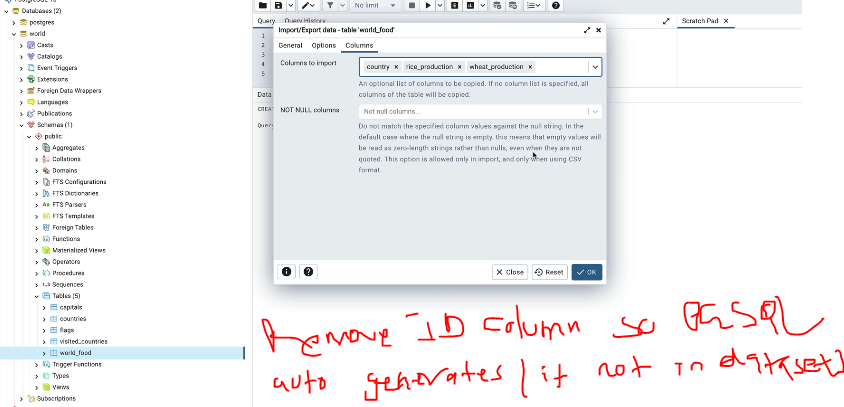 Databases (2)
postgres
world
Casts
Catalogs
Event Triggers
Extensions
Foreign Data Wrappers
Languages
Publications
Schemas (1)
public
Aggregates
Collations
Domains
FTS Configurations
FTS Dictionaries
FTS Parsers
FTS Templates
Foreign Tables
Functions
Materialized Views
Operators
Procedures
Sequences
Tables (5)
capitals
countries
flags
visited_countries
world_food
Trigger Functions
Types
Views
Subscriptions
No limit
Query Query History
Scratch Pad
1
2
3
4
5
Data
CREAT
Query
Import/Export data - table 'world_food'
General Options Columns
Columns to import
country rice_production wheat_production
An optional list of columns to be copied. If no column list is specified, all
columns of the table will be copied.
NOT NULL columns
Not null columns...
Do not match the specified column values against the null string. In the
default case where the null string is empty, this means that empty values will
be read as zero-length strings rather than nulls, even when they are not
quoted. This option is allowed only in import, and only when using CSV
format.
Close Reset OK
Remove ID column so PGSQL
auto generates (if not in dataset)